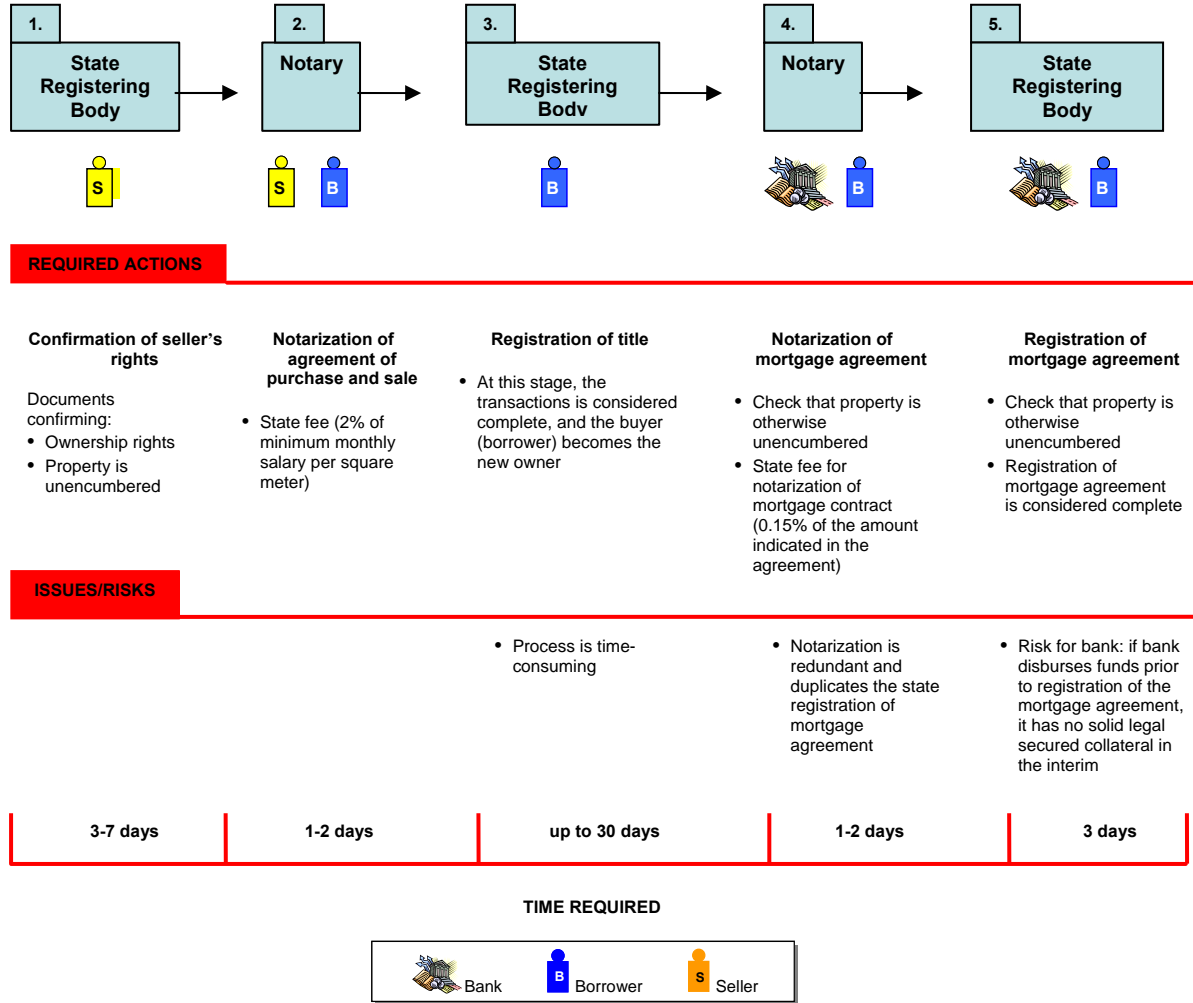 1.
State
Registering
Body
2.
Notary
3.
State
Registering
Body
4.
Notary
5.
State
Registering
Body
S
S
B
B
B
B
REQUIRED ACTIONS
Confirmation of seller's
rights
Documents
confirming:
• Ownership rights
• Property is
unencumbered
Notarization of
agreement of
purchase and sale
• State fee (2% of
minimum monthly
salary per square
meter)
Registration of title
• At this stage, the
transactions is considered
complete, and the buyer
(borrower) becomes the
new owner
Notarization of
mortgage agreement
• Check that property is
otherwise
unencumbered
• State fee for
notarization of
mortgage contract
(0.15% of the amount
indicated in the
agreement)
Registration of
mortgage agreement
• Check that property is
otherwise
unencumbered
• Registration of
mortgage agreement
is considered complete
ISSUES/RISKS
• Process is time-
consuming
• Notarization is
redundant and
duplicates the state
registration of
mortgage
agreement
• Risk for bank: if bank
disburses funds prior
to registration of the
mortgage agreement,
it has no solid legal
secured collateral in
the interim
3-7 days
1-2 days
up to 30 days
1-2 days
3 days
TIME REQUIRED
Bank
B
Borrower
S
Seller